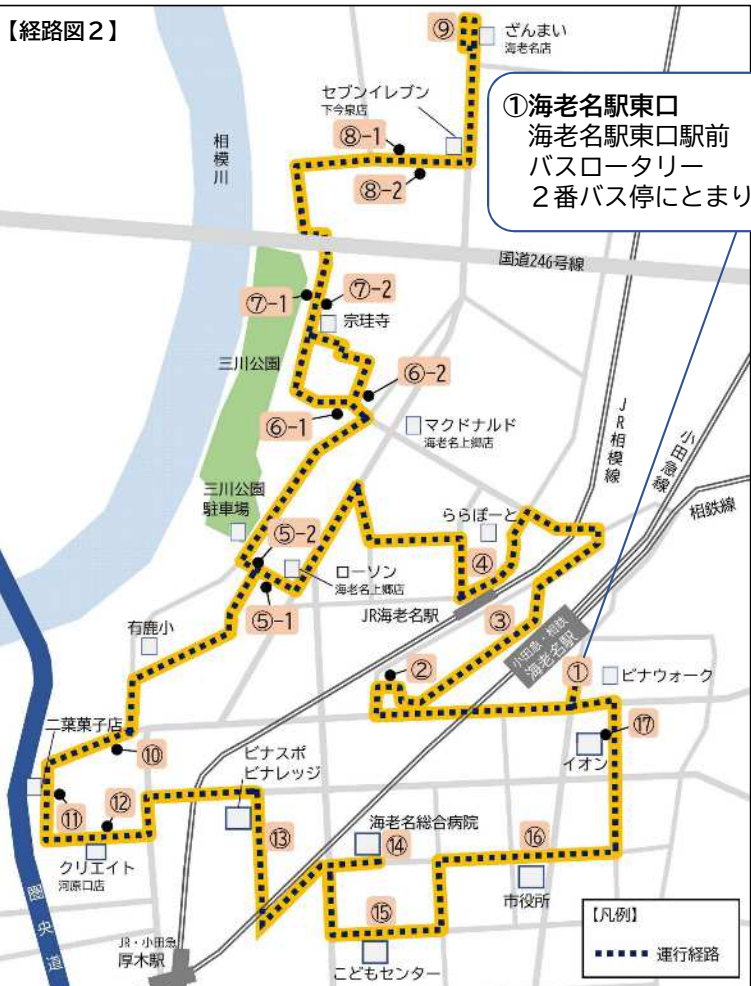 【経路図２】
⑨
ざんまい
海老名店
セブンイレブン
下今泉店
①海老名駅東口
海老名駅東口駅前
バスロータリー
２番バス停にとまり
⑧-1
⑧-2
相模川
国道246号線
⑦-1
⑦-2
宗珪寺
三川公園
⑥-2
⑥-1
マクドナルド
海老名上郷店
JR相模線
小田急線
相鉄線
三川公園
駐車場
⑤-2
ららぽーと
④
ローソン
海老名上郷店
⑤-1
JR海老名駅
③
小田急・相鉄
海老名駅
有鹿小
②
①
ビナウォーク
二葉菓子店
⑩
⑰
イオン
ビナスポ
ビナレッジ
⑪
⑫
⑬
海老名総合病院
⑭
⑯
クリエイト
河原口店
市役所
⑮
圏央道
JR・小田急
厚木駅
こどもセンター
【凡例】
運行経路